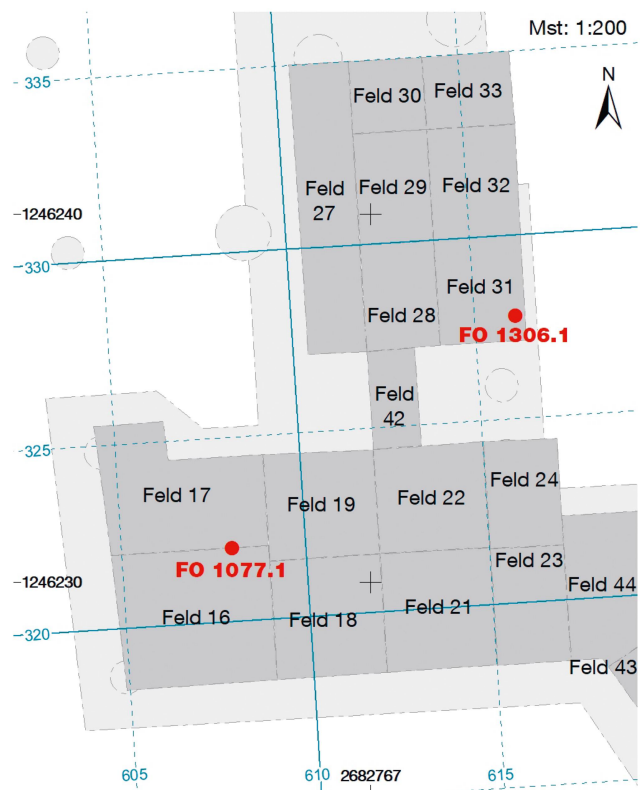 Mst: 1:200
N
335
Feld 30
Feld 33
Feld
27
Feld 29
Feld 32
1246240
330
Feld 31
Feld 28
FO 1306.1
Feld
42
325
Feld 17
Feld 19
Feld 22
Feld 24
FO 1077.1
Feld 23
1246230
Feld 44
Feld 16
Feld 18
Feld 21
320
Feld 43
605
610
2682767
615